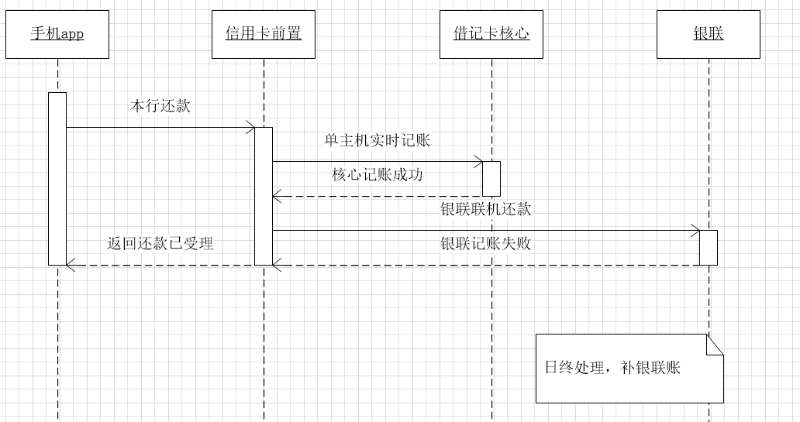 手机app
信用卡前置
借记卡核心
银联
本行还款
单主机实时记账
核心记账成功
银联联机还款
返回还款已受理
银联记账失败
日终处理，补银联账